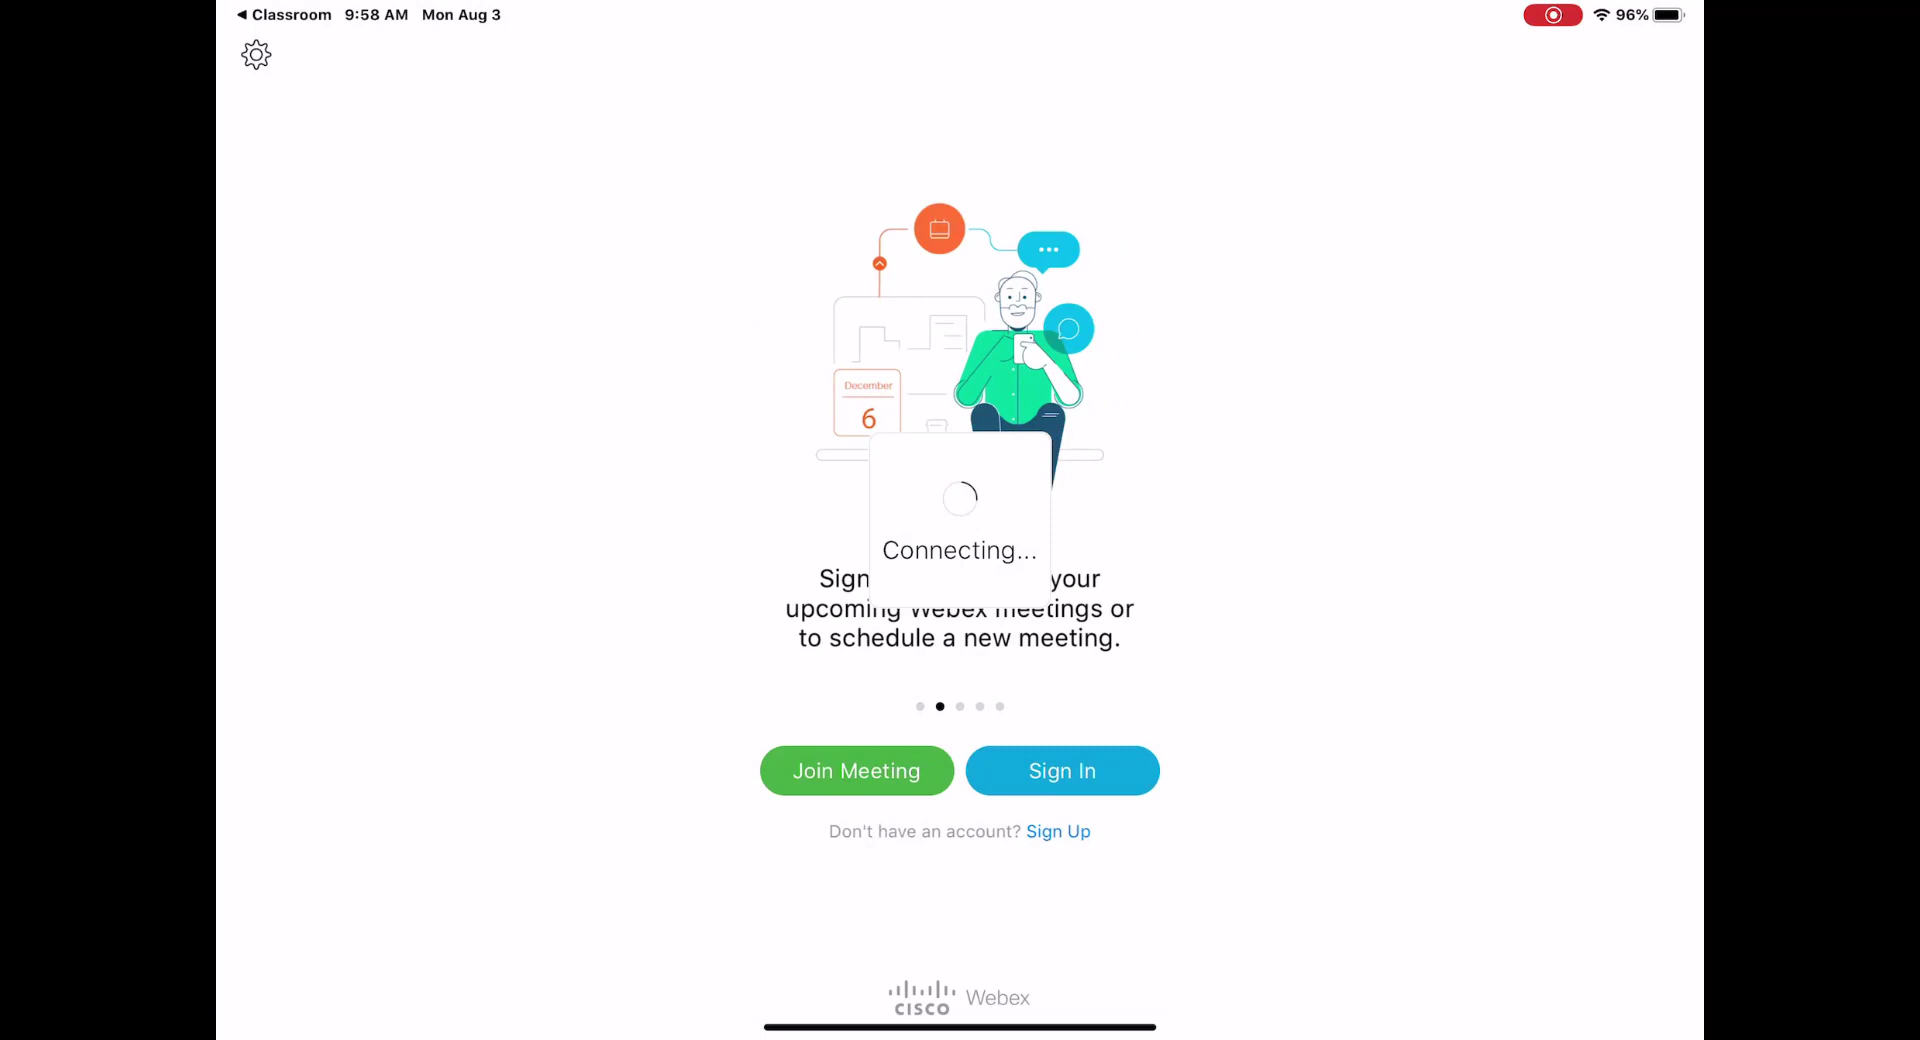 ◀ Classroom 9:58 AM Mon Aug 3 96%
December
6
Connecting...
Sign your
upcoming Webex meetings or
to schedule a new meeting.
Join Meeting Sign In
Don't have an account? Sign Up
CISCO Webex